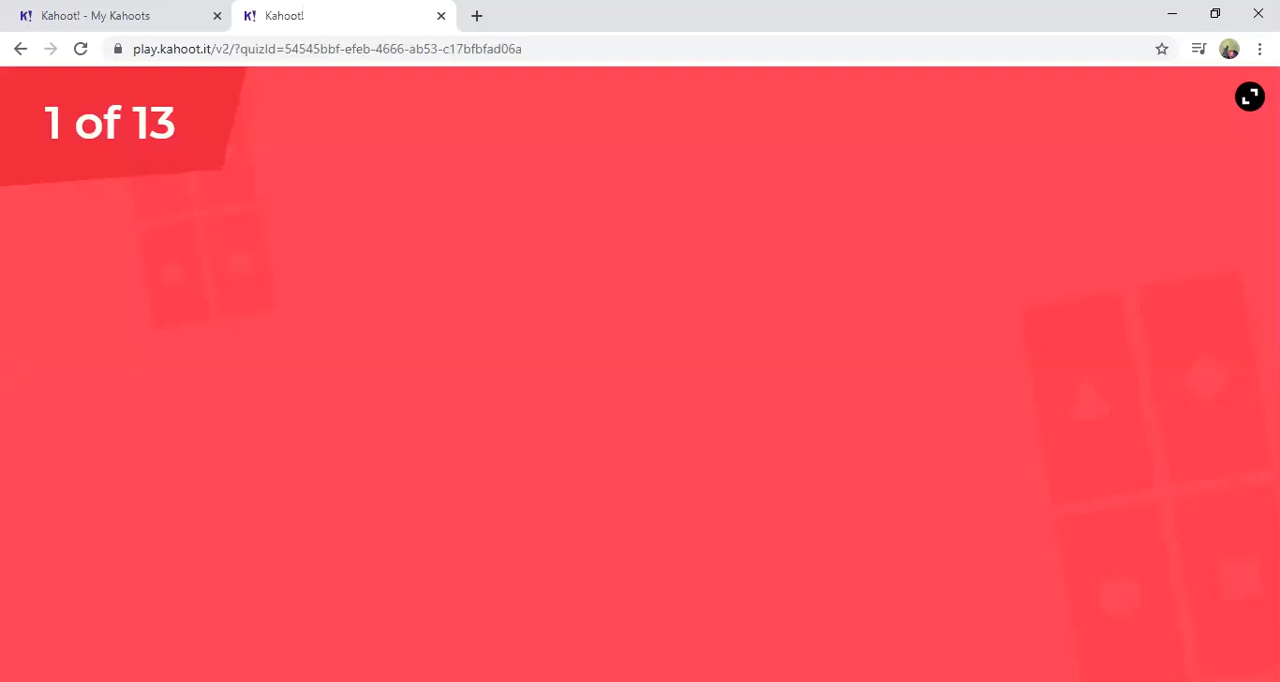 K! Kahoot! - My Kahoots
K! Kahoot!
play.kahoot.it/v2/?quizId=54545bbf-efeb-4666-ab53-c17bfbfad06a
1 of 13